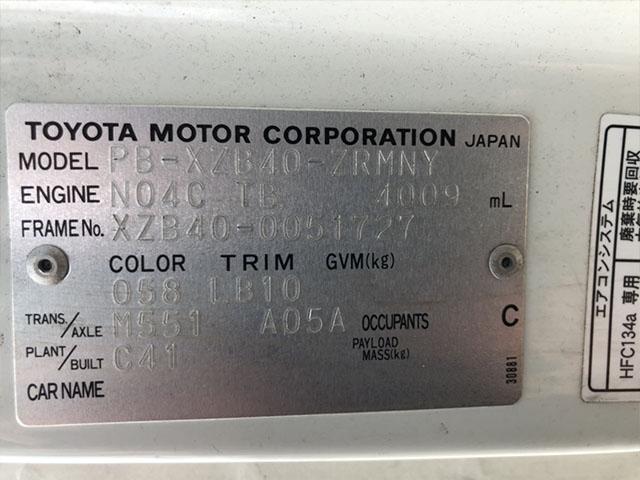 TOYOTA MOTOR CORPORATION JAPAN
MODEL PB-XZB40-ZRMNY
ENGINE N04C TB 4009 mL
FRAME No. XZB40-0051727
COLOR TRIM GVM(kg)
058 LB10
TRANS./AXLE M551 A05A OCCUPANTS C
PLANT/BUILT C41 PAYLOAD MASS(kg)
CAR NAME
30881
エアコンシステム
HFC134a 専用
廃棄時要回収